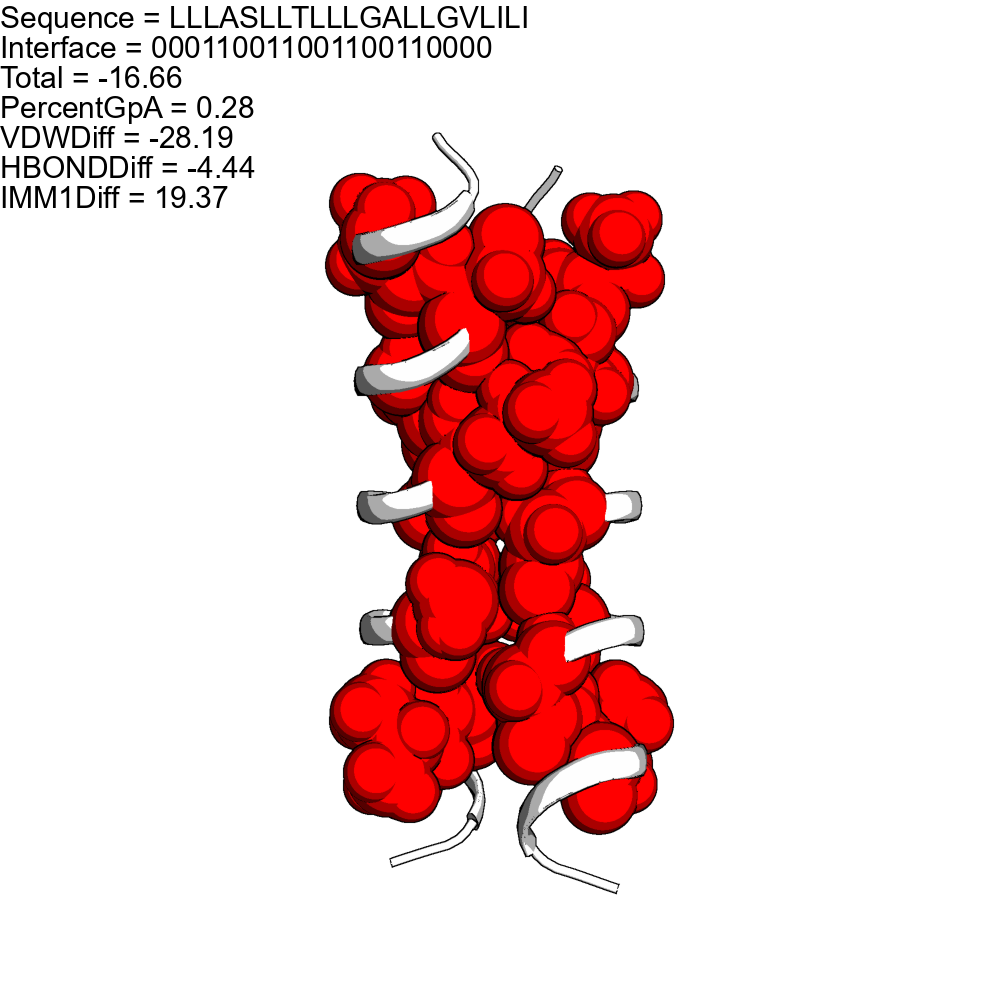 Sequence = LLLASLLTLLLGALLGVLILI
Interface = 000110011001100110000
Total = -16.66
PercentGpA = 0.28
VDWDiff = -28.19
HBONDDiff = -4.44
IMM1Diff = 19.37